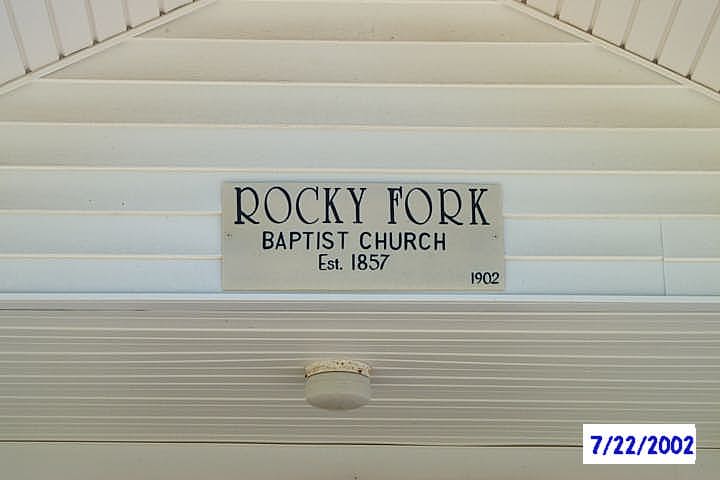 ROCKY FORK
BAPTIST CHURCH
Est. 1857
1902
7/22/2002